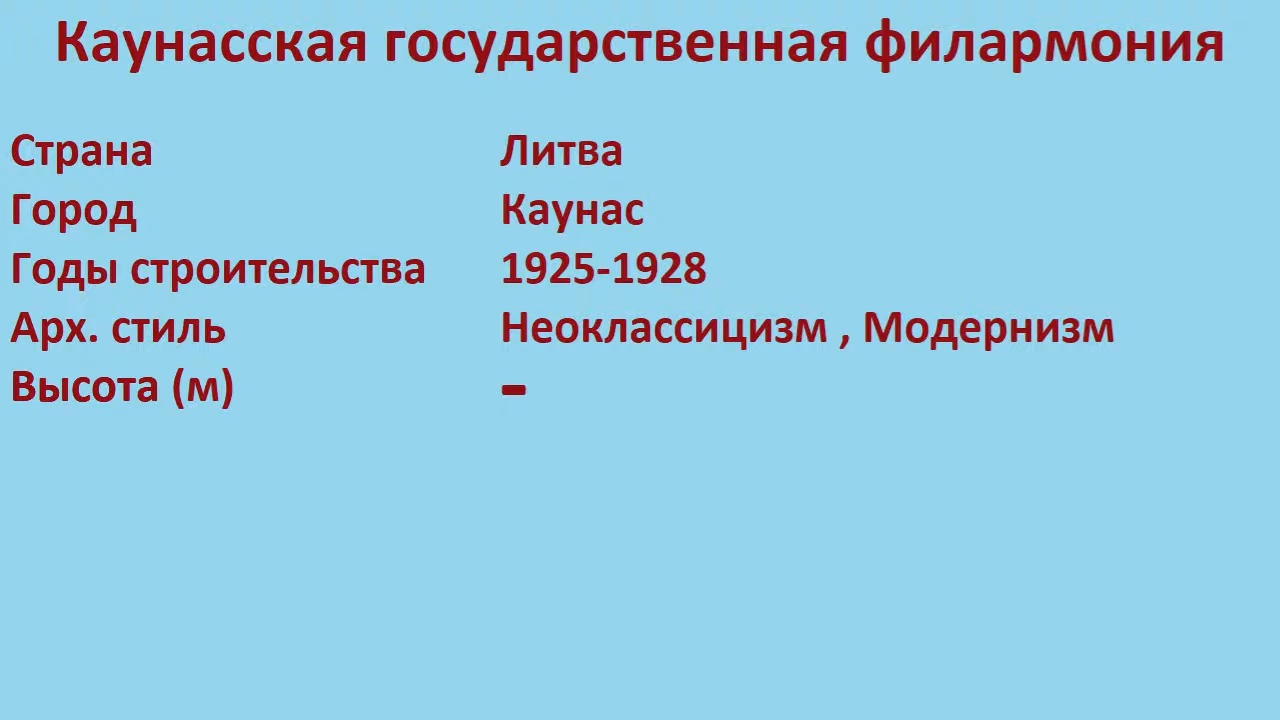 Каунасская государственная филармония
Страна Литва
Город Каунас
Годы строительства 1925-1928
Арх. стиль Неоклассицизм , Модернизм
Высота (м) -